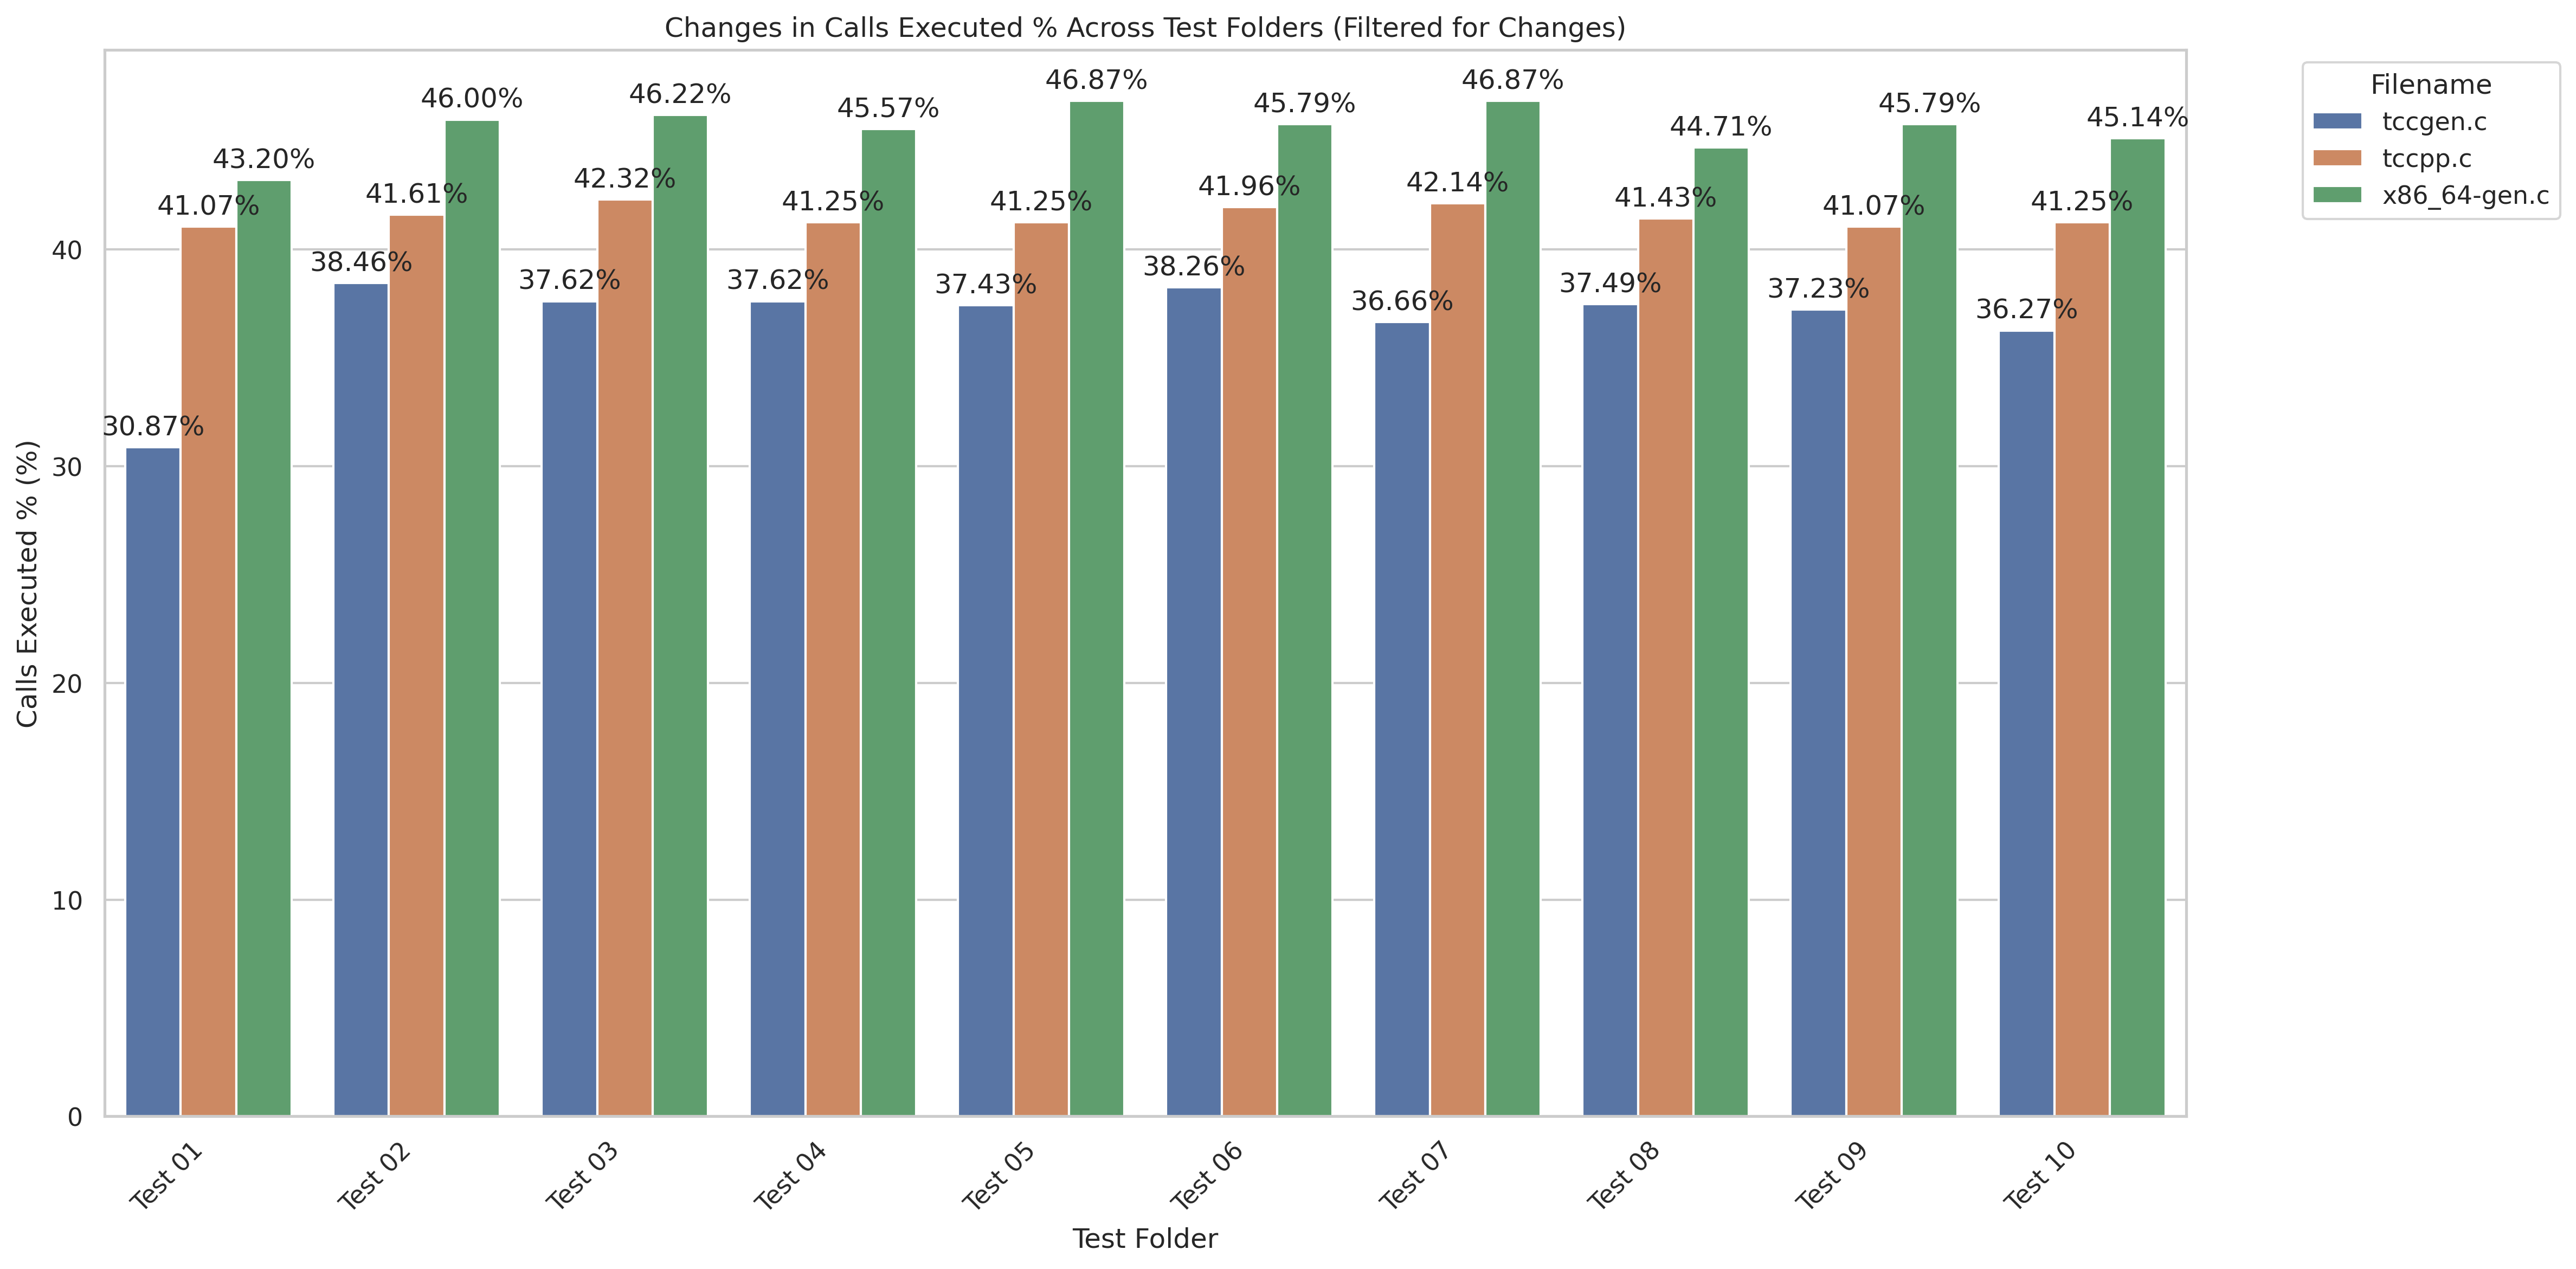 Changes in Calls Executed % Across Test Folders (Filtered for Changes)
Calls Executed % (%)
40
30
20
10
0
30.87%
41.07%
43.20%
38.46%
41.61%
46.00%
37.62%
42.32%
46.22%
37.62%
41.25%
45.57%
37.43%
41.25%
46.87%
38.26%
41.96%
45.79%
36.66%
42.14%
46.87%
37.49%
41.43%
44.71%
37.23%
41.07%
45.79%
36.27%
41.25%
45.14%
Test 01
Test 02
Test 03
Test 04
Test 05
Test 06
Test 07
Test 08
Test 09
Test 10
Test Folder
Filename
tccgen.c
tccpp.c
x86_64-gen.c